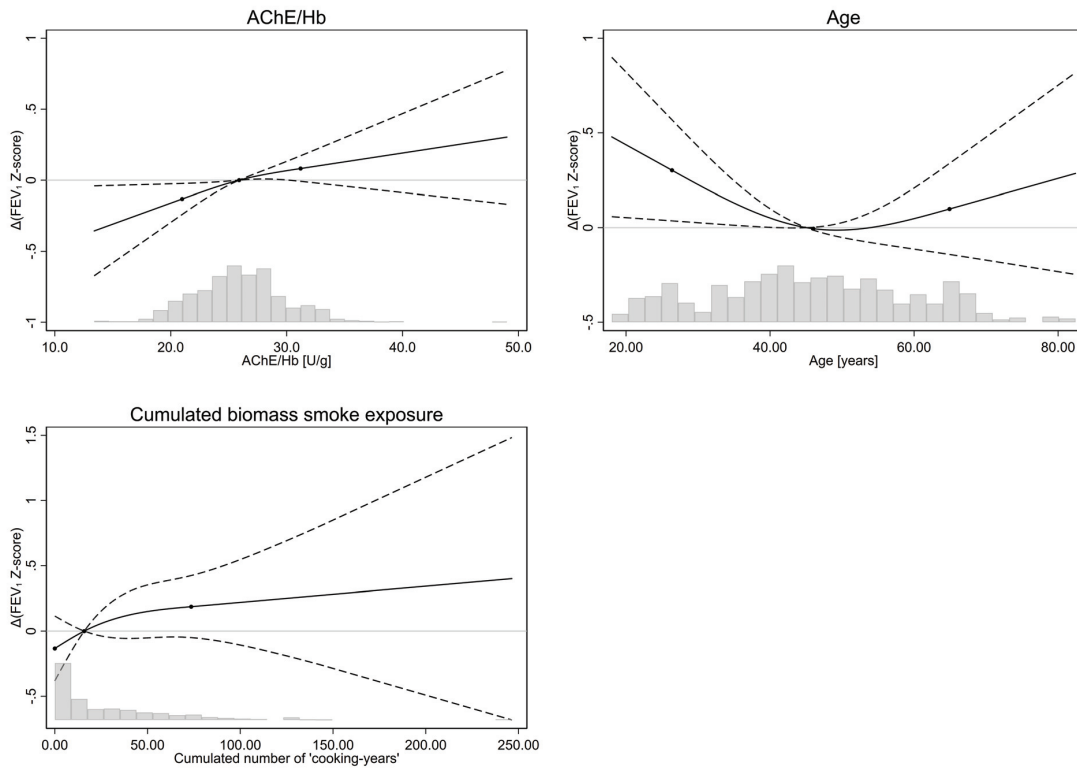 AChE/Hb
Δ(FEV₁ Z-score)
1
.5
0
-.5
-1
10.0 20.0 30.0 40.0 50.0
AChE/Hb [U/g]
Age
Δ(FEV₁ Z-score)
1
.5
0
-.5
20.00 40.00 60.00 80.00
Age [years]
Cumulated biomass smoke exposure
Δ(FEV₁ Z-score)
1.5
1
.5
0
-.5
0.00 50.00 100.00 150.00 200.00 250.00
Cumulated number of 'cooking-years'